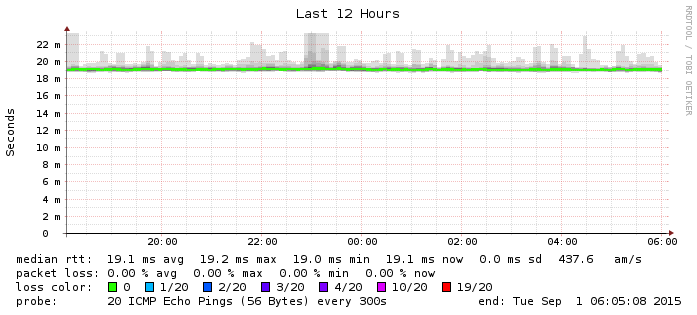 Last 12 Hours
RRDTOOL / TOBI OETIKER
Seconds
22 m
20 m
18 m
16 m
14 m
12 m
10 m
8 m
6 m
4 m
2 m
0
20:00 22:00 00:00 02:00 04:00 06:00
median rtt: 19.1 ms avg 19.2 ms max 19.0 ms min 19.1 ms now 0.0 ms sd 437.6 am/s
packet loss: 0.00 % avg 0.00 % max 0.00 % min 0.00 % now
loss color: 0 1/20 2/20 3/20 4/20 10/20 19/20
probe: 20 ICMP Echo Pings (56 Bytes) every 300s end: Tue Sep 1 06:05:08 2015